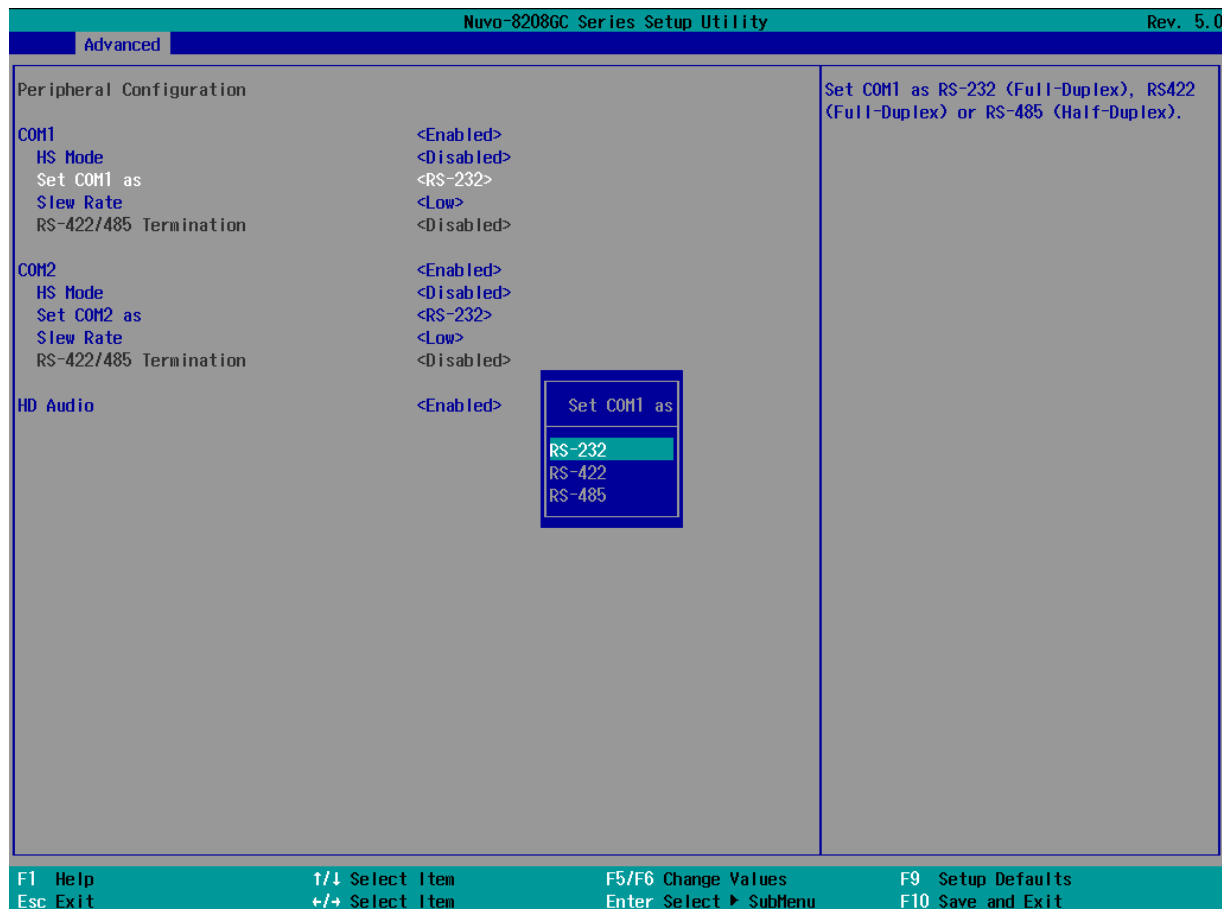 Nuvo-8208GC Series Setup Utility Rev. 5.0
Advanced
Peripheral Configuration
Set COM1 as RS-232 (Full-Duplex), RS422
(Full-Duplex) or RS-485 (Half-Duplex).
COM1 <Enabled>
HS Mode <Disabled>
Set COM1 as <RS-232>
Slew Rate <Low>
RS-422/485 Termination <Disabled>
COM2 <Enabled>
HS Mode <Disabled>
Set COM2 as <RS-232>
Slew Rate <Low>
RS-422/485 Termination <Disabled>
HD Audio <Enabled>
Set COM1 as
RS-232
RS-422
RS-485
F1 Help ↑/↓ Select Item F5/F6 Change Values F9 Setup Defaults
Esc Exit ←/→ Select Item Enter Select ▶ SubMenu F10 Save and Exit